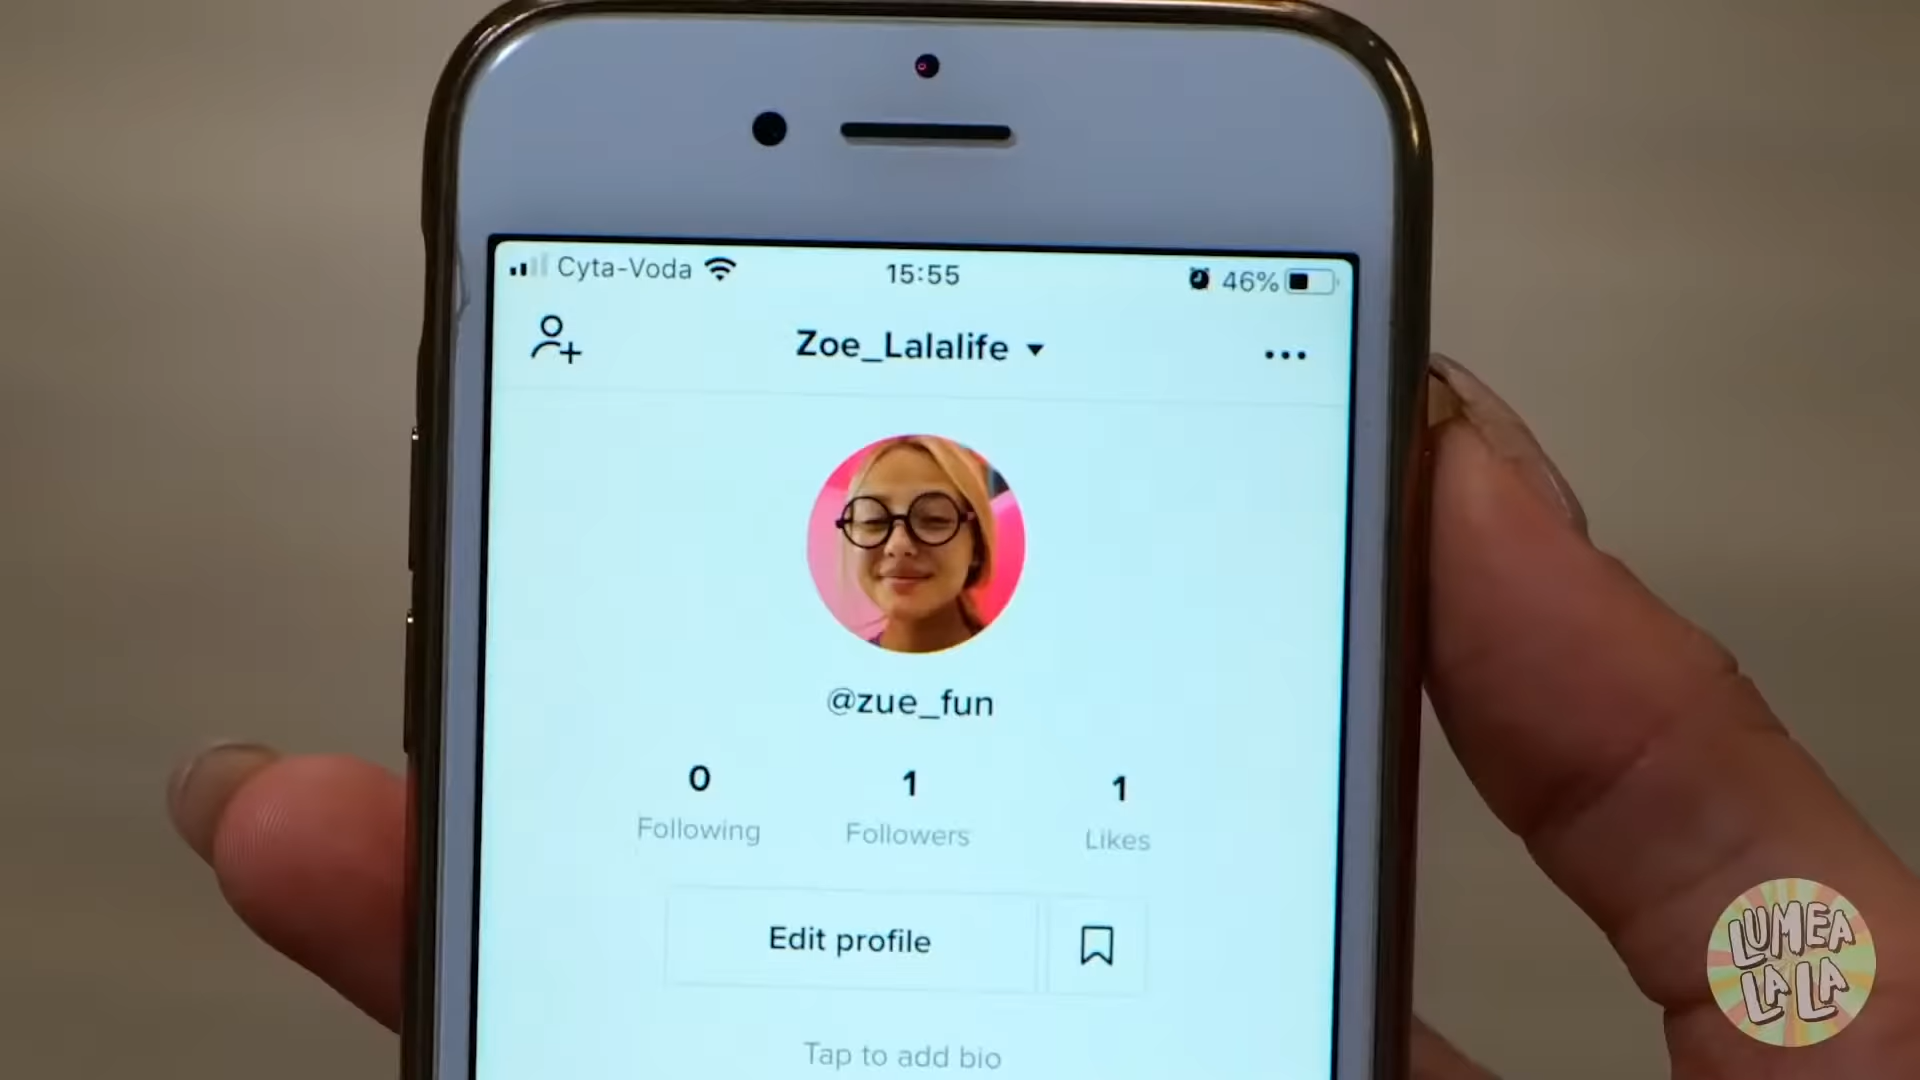 Cyta-Voda 15:55 46%
Zoe_Lalalife
@zue_fun
0 1 1
Following Followers Likes
Edit profile
Tap to add bio
LUMEA
LA LA